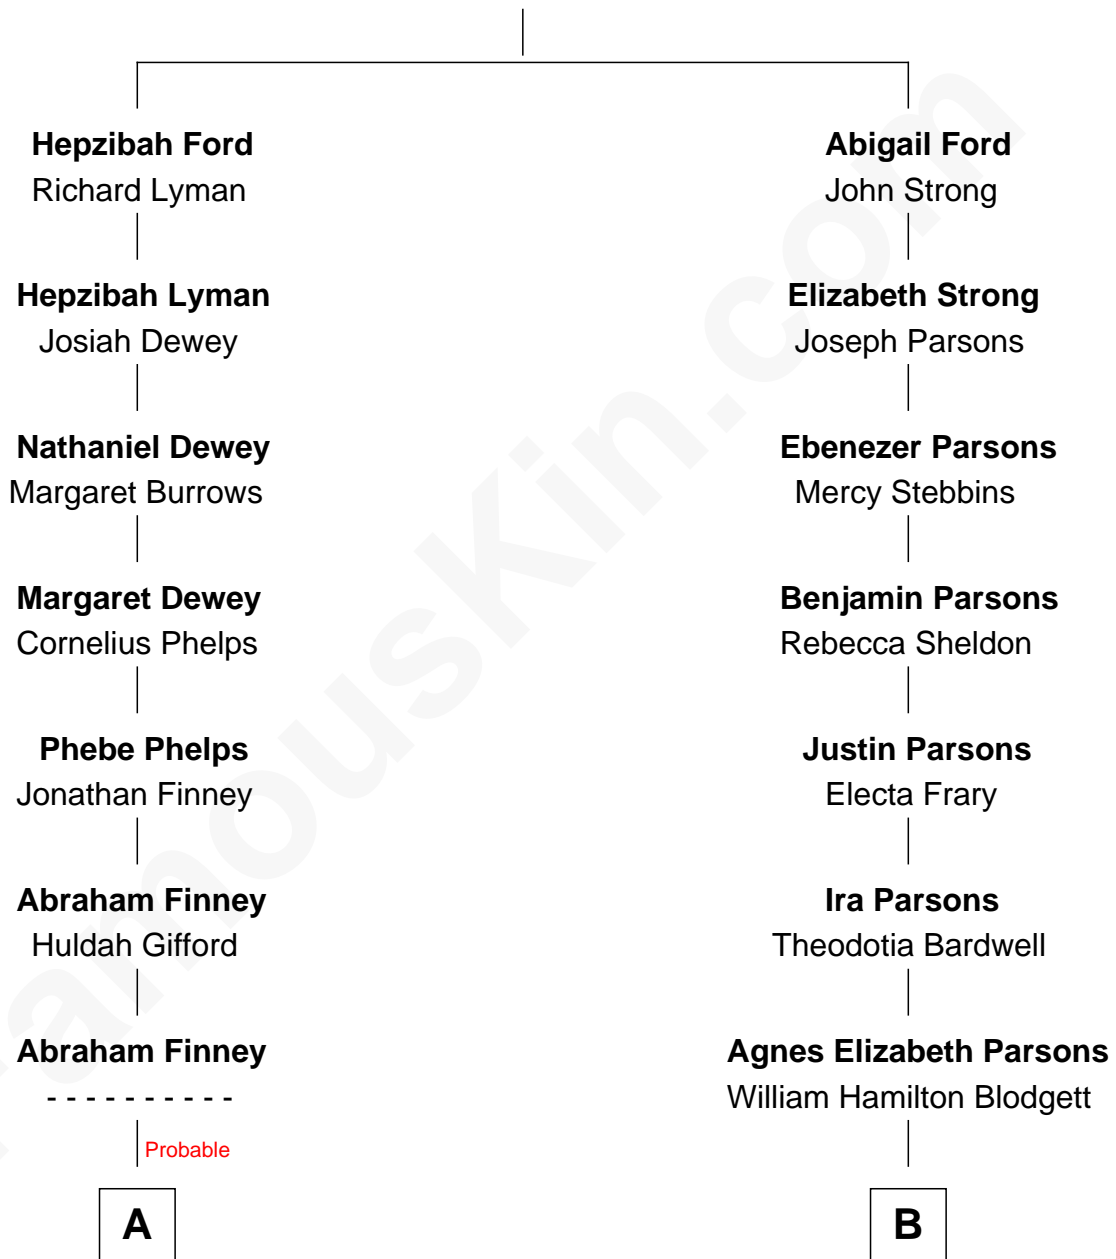 Hepzibah Ford
Richard Lyman
Abigail Ford
John Strong
Hepzibah Lyman
Josiah Dewey
Elizabeth Strong
Joseph Parsons
Nathaniel Dewey
Margaret Burrows
Ebenezer Parsons
Mercy Stebbins
Margaret Dewey
Cornelius Phelps
Benjamin Parsons
Rebecca Sheldon
Phebe Phelps
Jonathan Finney
Justin Parsons
Electa Frary
Abraham Finney
Huldah Gifford
Ira Parsons
Theodotia Bardwell
Abraham Finney
- - - - - - - - - -
Agnes Elizabeth Parsons
William Hamilton Blodgett
Probable
A
B
FamousKin.com